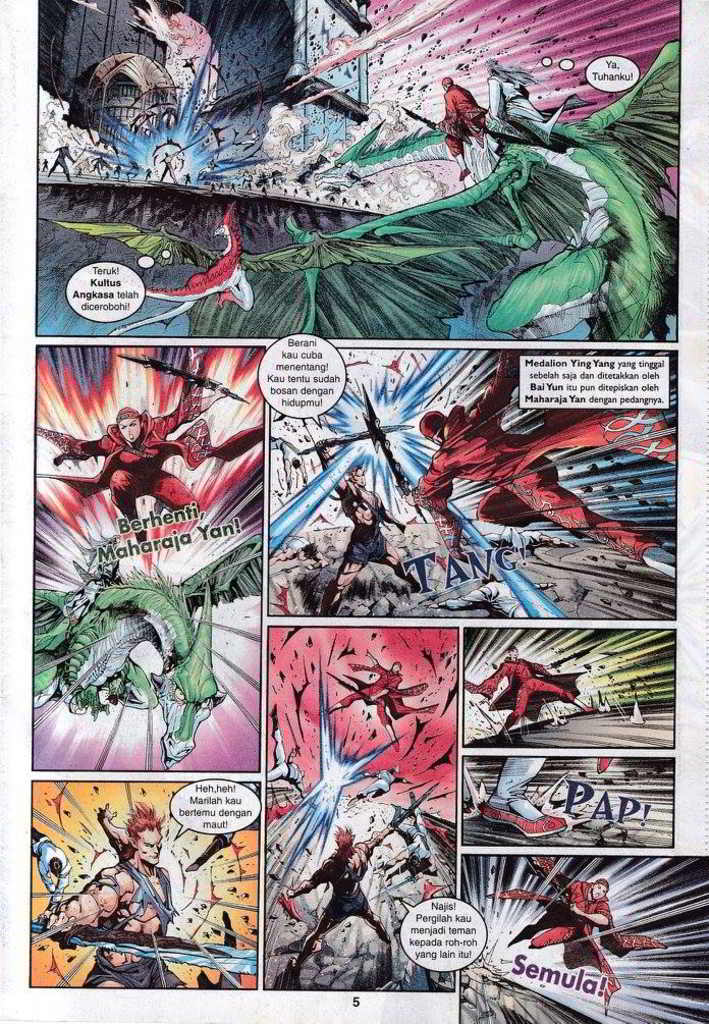 Ya,
Tuhanku!
Teruk!
Kultus
Angkasa telah
dicerobohi!
Berhenti,
Maharaja Yan!
Berani
kau cuba
menentang!
Kau tentu sudah
bosan dengan
hidupmu!
Medalion Ying Yang yang tinggal
sebelah saja dan ditetakkan oleh
Bai Yun itu pun ditepiskan oleh
Maharaja Yan dengan pedangnya.
TANG!
Heh,heh!
Marilah kau
bertemu dengan
maut!
Najis!
Pergilah kau
menjadi teman
kepada roh-roh
yang lain itu!
PAP!
Semula!
5